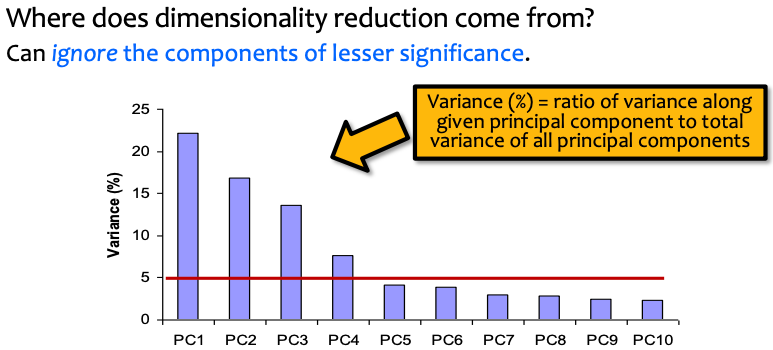 Where does dimensionality reduction come from?
Can ignore the components of lesser significance.
Variance (%) = ratio of variance along
given principal component to total
variance of all principal components
Variance (%)
25
20
15
10
5
0
PC1 PC2 PC3 PC4 PC5 PC6 PC7 PC8 PC9 PC10